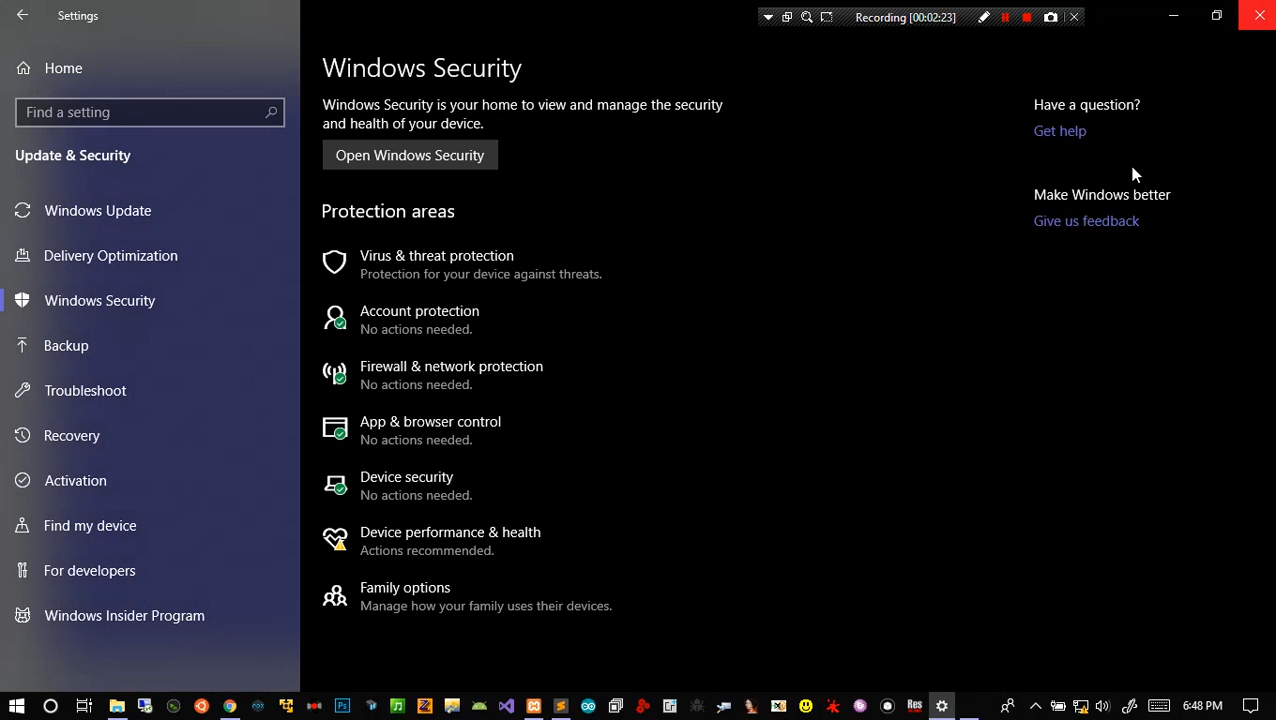 Settings
Recording [00:02:23]
Home
Find a setting
Update & Security
Windows Update
Delivery Optimization
Windows Security
Backup
Troubleshoot
Recovery
Activation
Find my device
For developers
Windows Insider Program
Windows Security
Windows Security is your home to view and manage the security
and health of your device.
Open Windows Security
Protection areas
Virus & threat protection
Protection for your device against threats.
Account protection
No actions needed.
Firewall & network protection
No actions needed.
App & browser control
No actions needed.
Device security
No actions needed.
Device performance & health
Actions recommended.
Family options
Manage how your family uses their devices.
Have a question?
Get help
Make Windows better
Give us feedback
Ps
Res
6:48 PM